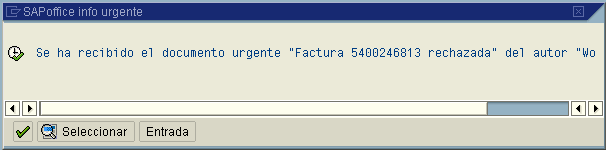 SAPoffice info urgente
Se ha recibido el documento urgente "Factura 5400246813 rechazada" del autor "Wo
Seleccionar Entrada